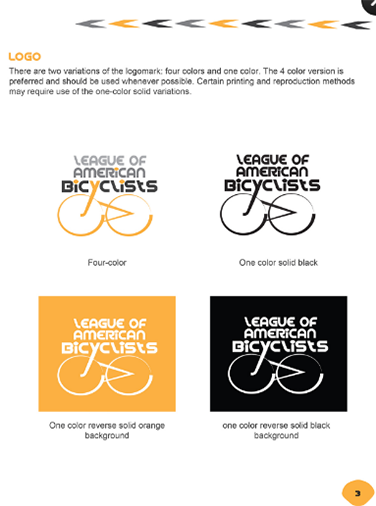 LOGO
There are two variations of the logomark: four colors and one color. The 4 color version is
preferred and should be used whenever possible. Certain printing and reproduction methods
may require use of the one-color solid variations.
LEAGUE OF
AMERICAN
BiCYCLiSTS
LEAGUE OF
AMERICAN
BiCYCLiSTS
Four-color
One color solid black
LEAGUE OF
AMERICAN
BiCYCLiSTS
LEAGUE OF
AMERICAN
BiCYCLiSTS
One color reverse solid orange
background
one color reverse solid black
background
3